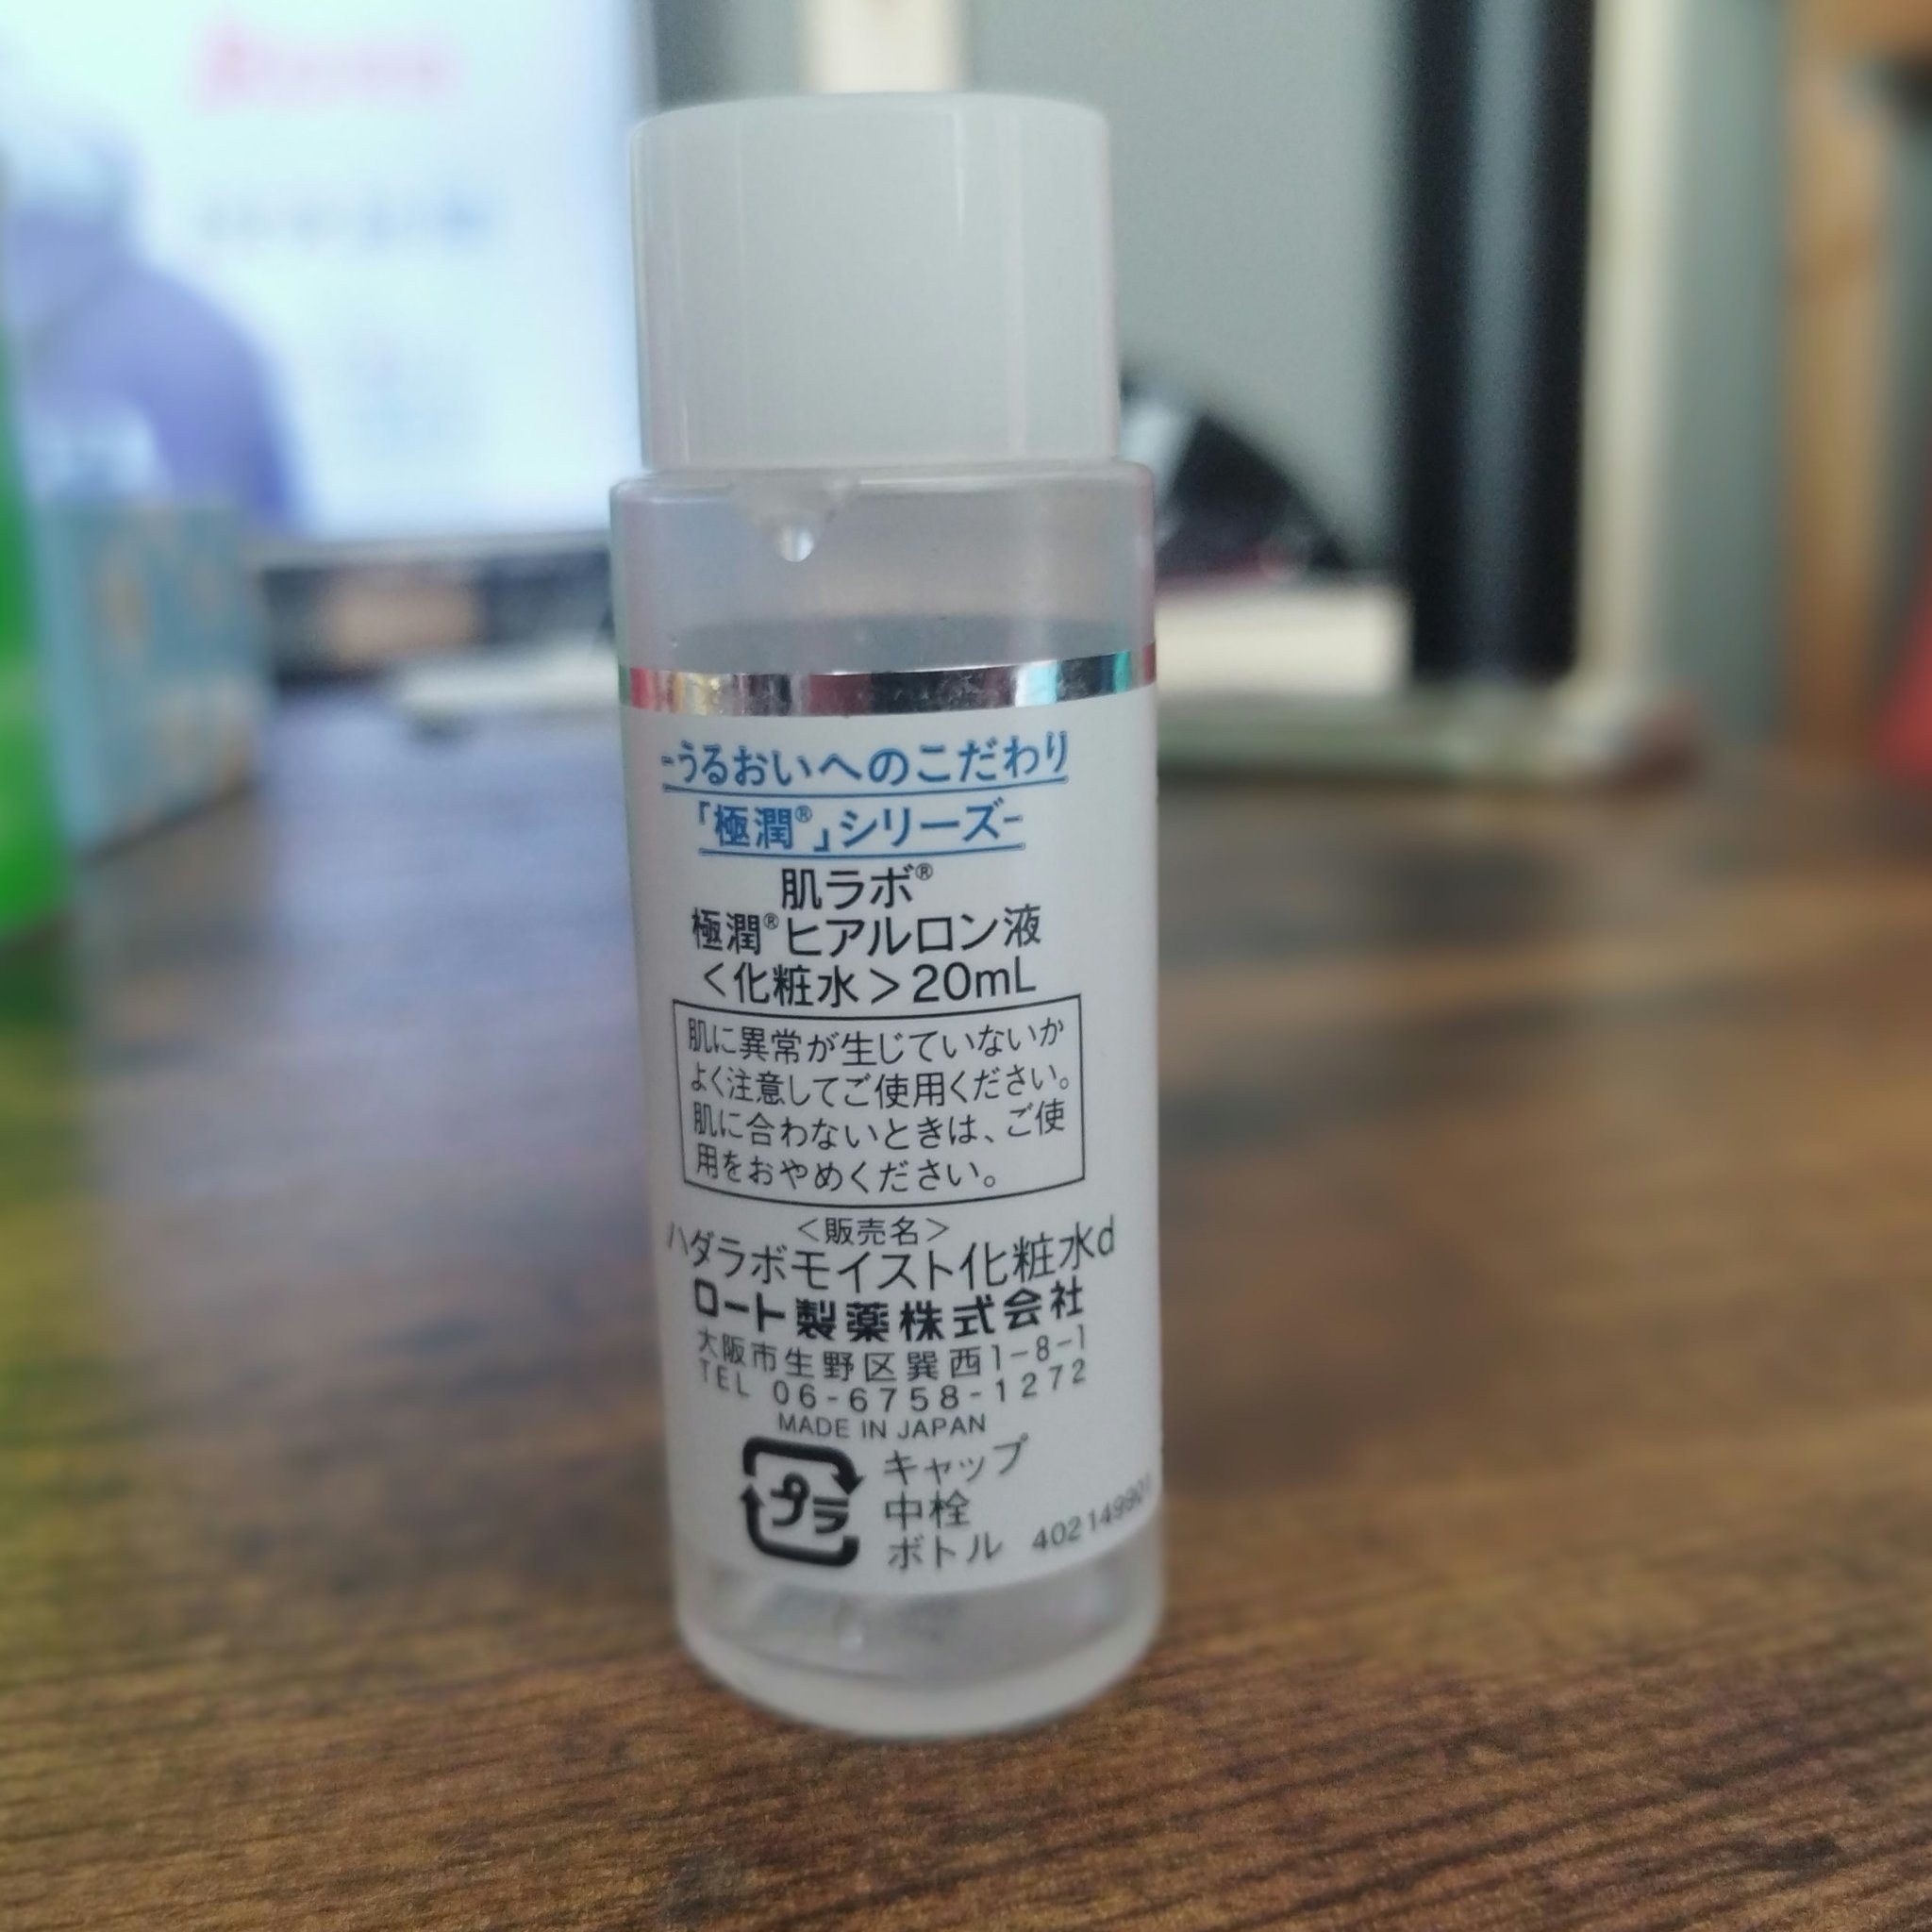 -うるおいへのこだわり
「極潤®」シリーズ-
肌ラボ®
極潤®ヒアルロン液
＜化粧水＞20mL
肌に異常が生じていないか
よく注意してご使用ください。
肌に合わないときは、ご使
用をおやめください。
＜販売名＞
ハダラボモイスト化粧水d
ロート製薬株式会社
大阪市生野区巽西1-8-1
TEL 06-6758-1272
MADE IN JAPAN
プラ
キャップ
中栓
ボトル